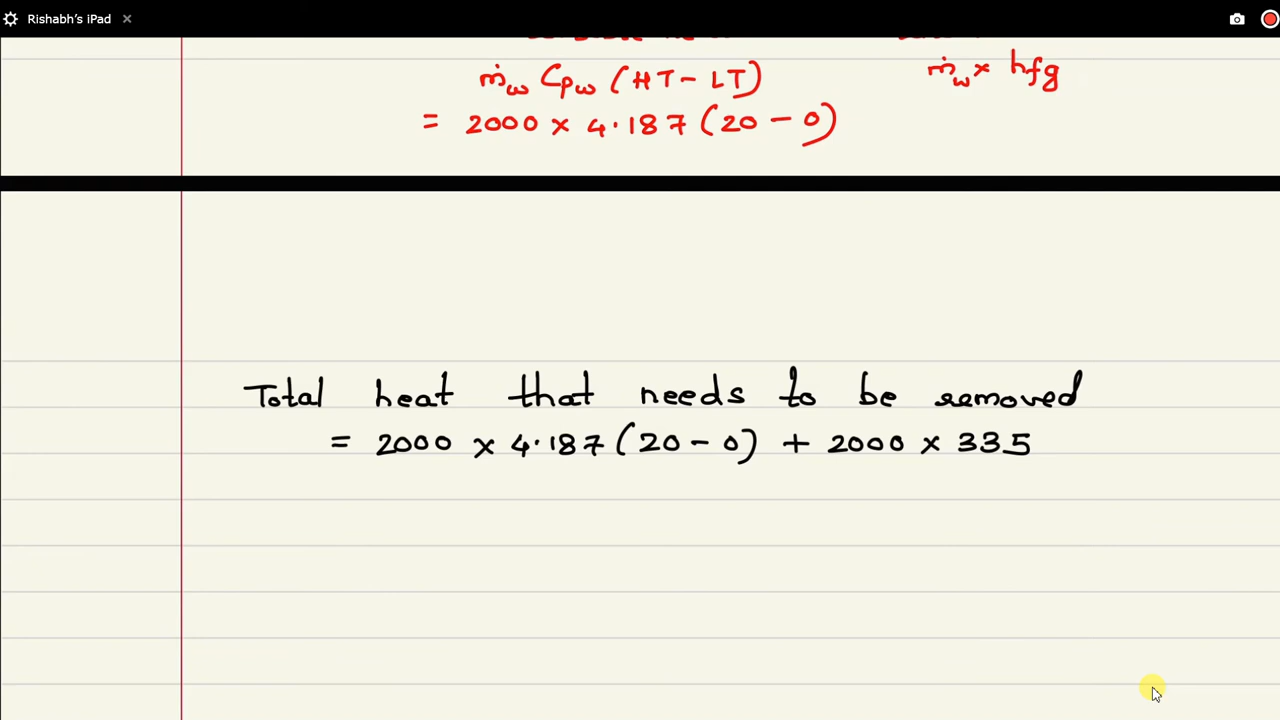 Rishabh's iPad
ṁw Cpw (HT - LT)
ṁw × hfg
= 2000 × 4.187 (20 - 0)
Total heat that needs to be removed
= 2000 × 4.187 (20 - 0) + 2000 × 335